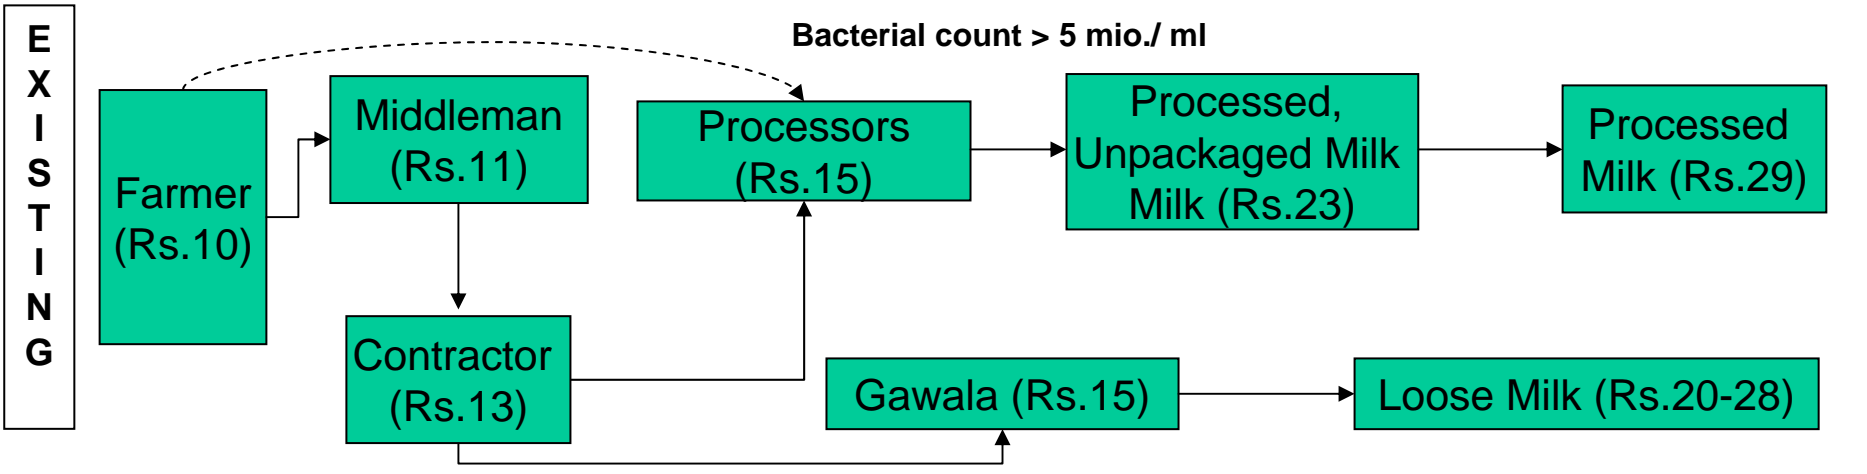 E
X
I
S
T
I
N
G
Bacterial count > 5 mio./ ml
Farmer
(Rs.10)
Middleman
(Rs.11)
Contractor
(Rs.13)
Processors
(Rs.15)
Processed,
Unpackaged Milk
Milk (Rs.23)
Processed
Milk (Rs.29)
Gawala (Rs.15)
Loose Milk (Rs.20-28)